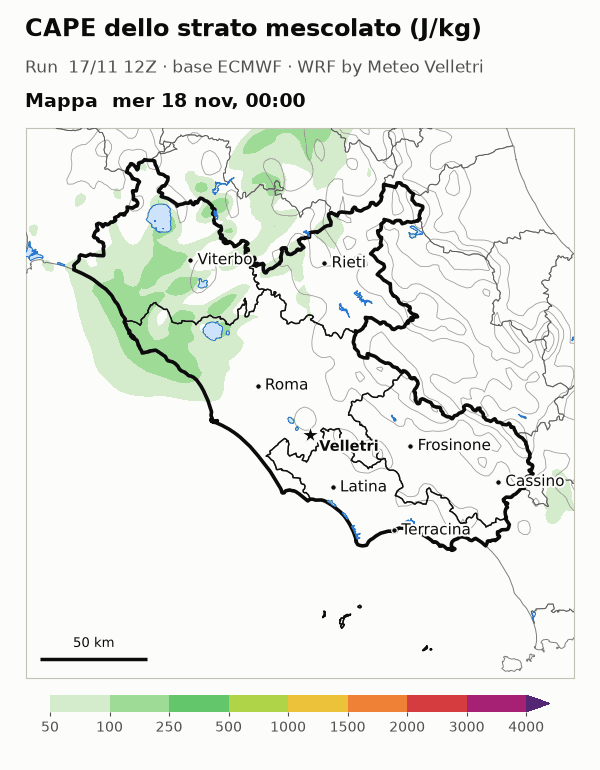 CAPE dello strato mescolato (J/kg)
Run 17/11 12Z · base ECMWF · WRF by Meteo Velletri
Mappa mer 18 nov, 00:00
Viterbo
Rieti
Roma
Velletri
Frosinone
Cassino
Latina
Terracina
50 km
50 100 250 500 1000 1500 2000 3000 4000